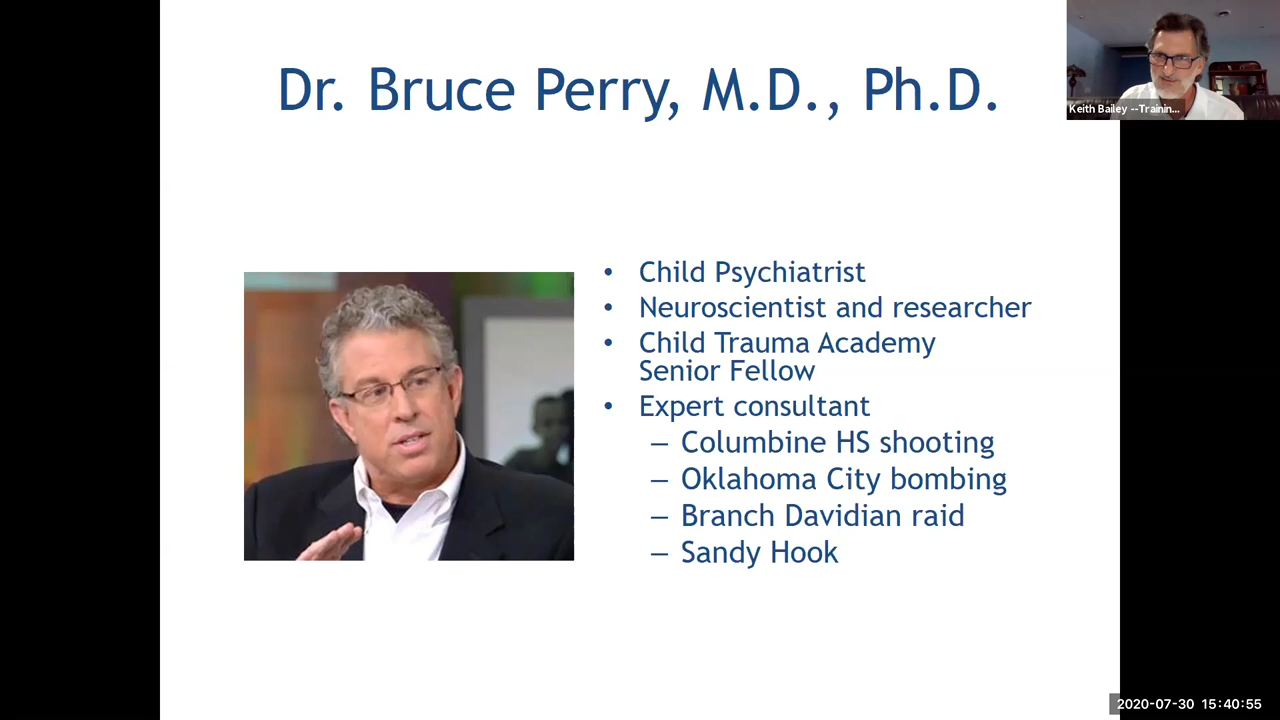 Dr. Bruce Perry, M.D., Ph.D.
Keith Bailey --Trainin...
• Child Psychiatrist
• Neuroscientist and researcher
• Child Trauma Academy
Senior Fellow
• Expert consultant
– Columbine HS shooting
– Oklahoma City bombing
– Branch Davidian raid
– Sandy Hook
2020-07-30 15:40:55